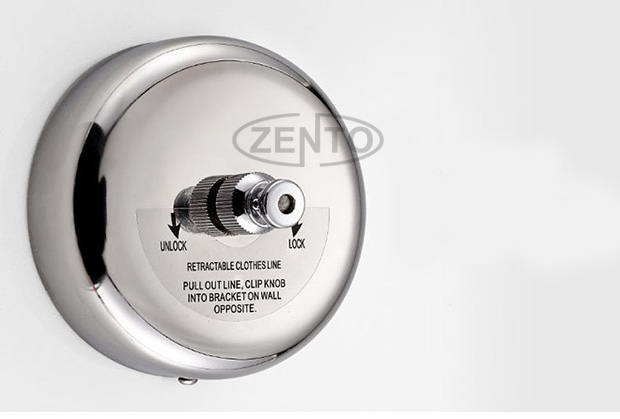 ZENTO
UNLOCK
LOCK
RETRACTABLE CLOTHES LINE
PULL OUT LINE, CLIP KNOB
INTO BRACKET ON WALL
OPPOSITE.